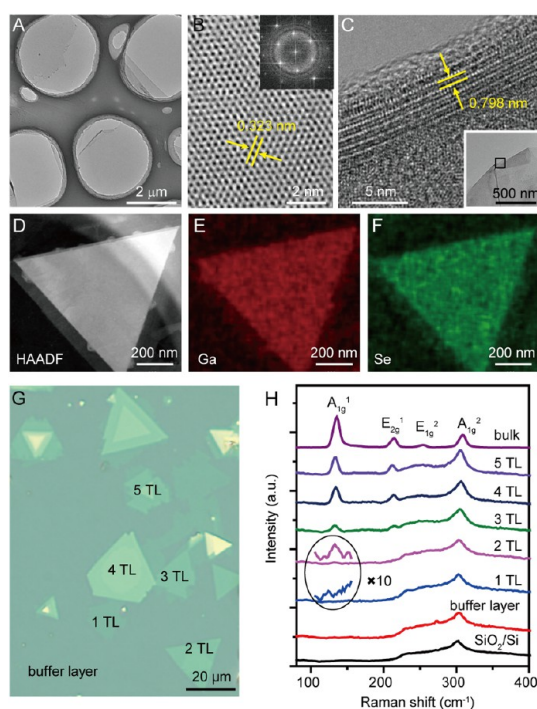 A
2 μm
B
0.323 nm
2 nm
C
0.798 nm
5 nm
500 nm
D
HAADF
200 nm
E
Ga
200 nm
F
Se
200 nm
G
5 TL
4 TL
3 TL
1 TL
2 TL
buffer layer
20 μm
H
A1g1
E2g1
E1g2
A1g2
bulk
5 TL
4 TL
3 TL
2 TL
×10
1 TL
buffer layer
SiO2/Si
Intensity (a.u.)
100 200 300 400
Raman shift (cm-1)